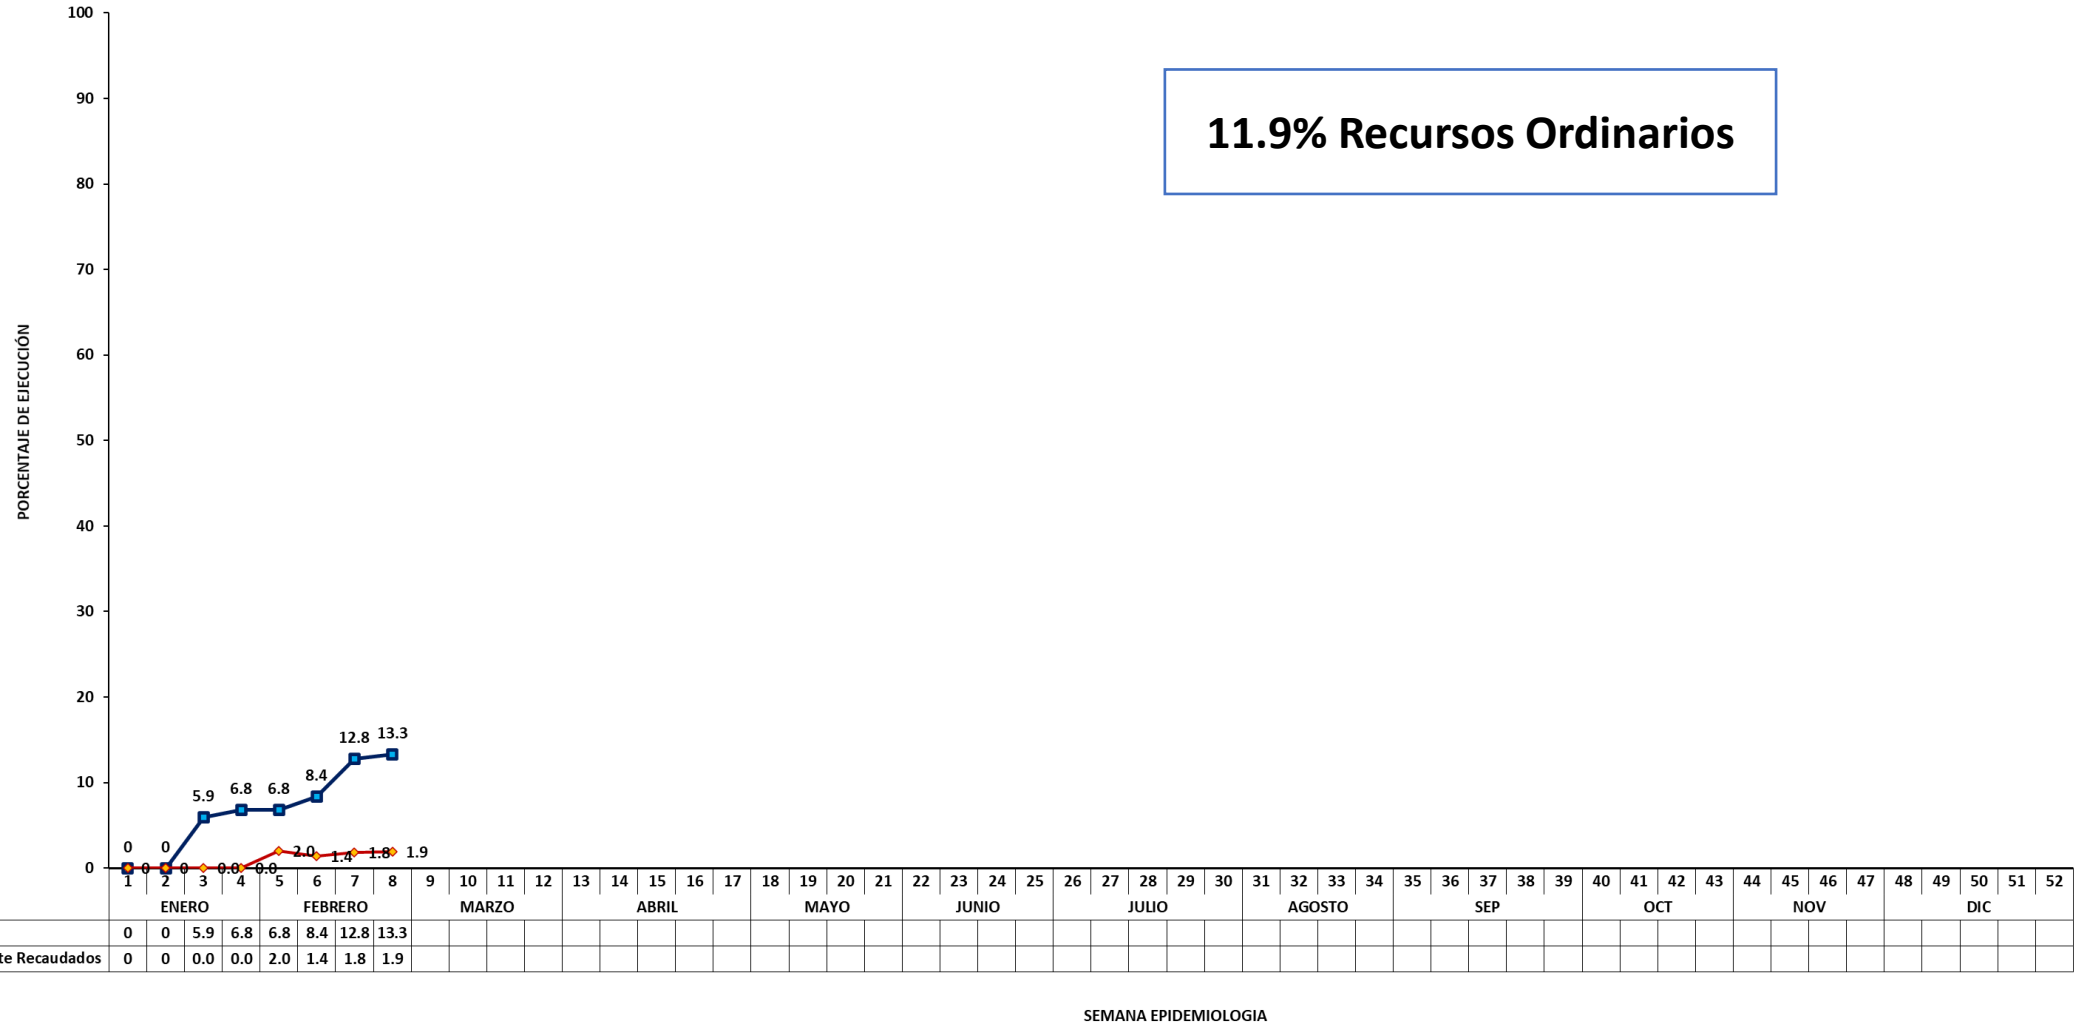 100
90
80
70
60
50
40
30
20
10
0
PORCENTAJE DE EJECUCIÓN
11.9% Recursos Ordinarios
0 0 5.9 6.8 6.8 8.4 12.8 13.3
0 0 0.0 0.0 2.0 1.4 1.8 1.9
1 2 3 4 5 6 7 8 9 10 11 12 13 14 15 16 17 18 19 20 21 22 23 24 25 26 27 28 29 30 31 32 33 34 35 36 37 38 39 40 41 42 43 44 45 46 47 48 49 50 51 52
ENERO FEBRERO MARZO ABRIL MAYO JUNIO JULIO AGOSTO SEP OCT NOV DIC
0 0 5.9 6.8 6.8 8.4 12.8 13.3
Recaudados 0 0 0.0 0.0 2.0 1.4 1.8 1.9
SEMANA EPIDEMIOLOGIA